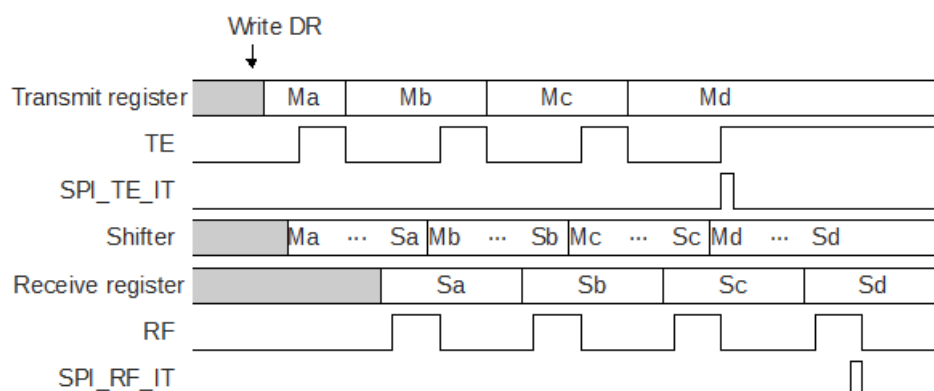 Write DR
Transmit register Ma Mb Mc Md
TE
SPI_TE_IT
Shifter Ma ... Sa Mb ... Sb Mc ... Sc Md ... Sd
Receive register Sa Sb Sc Sd
RF
SPI_RF_IT